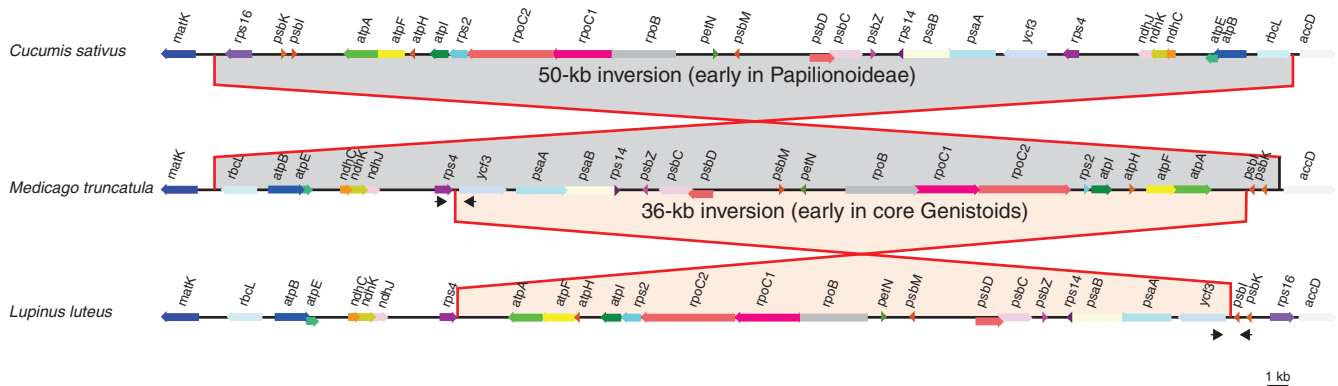 matK rps16 psbK psbI atpA atpF atpH atpI rps2 rpoC2 rpoC1 rpoB petN psbM psbD psbC psbZ rps14 psaB psaA ycf3 rps4 ndhJ ndhK ndhC atpE atpB rbcL accD
Cucumis sativus
50-kb inversion (early in Papilionoideae)
matK rbcL atpB atpE ndhC ndhK ndhJ rps4 ycf3 psaA psaB rps14 psbZ psbC psbD psbM petN rpoB rpoC1 rpoC2 rps2 atpI atpH atpF atpA psbI psbK accD
Medicago truncatula
36-kb inversion (early in core Genistoids)
matK rbcL atpB atpE ndhC ndhK ndhJ rps4 atpA atpF atpH atpI rps2 rpoC2 rpoC1 rpoB petN psbM psbD psbC psbZ rps14 psaB psaA ycf3 psbI psbK rps16 accD
Lupinus luteus
1 kb